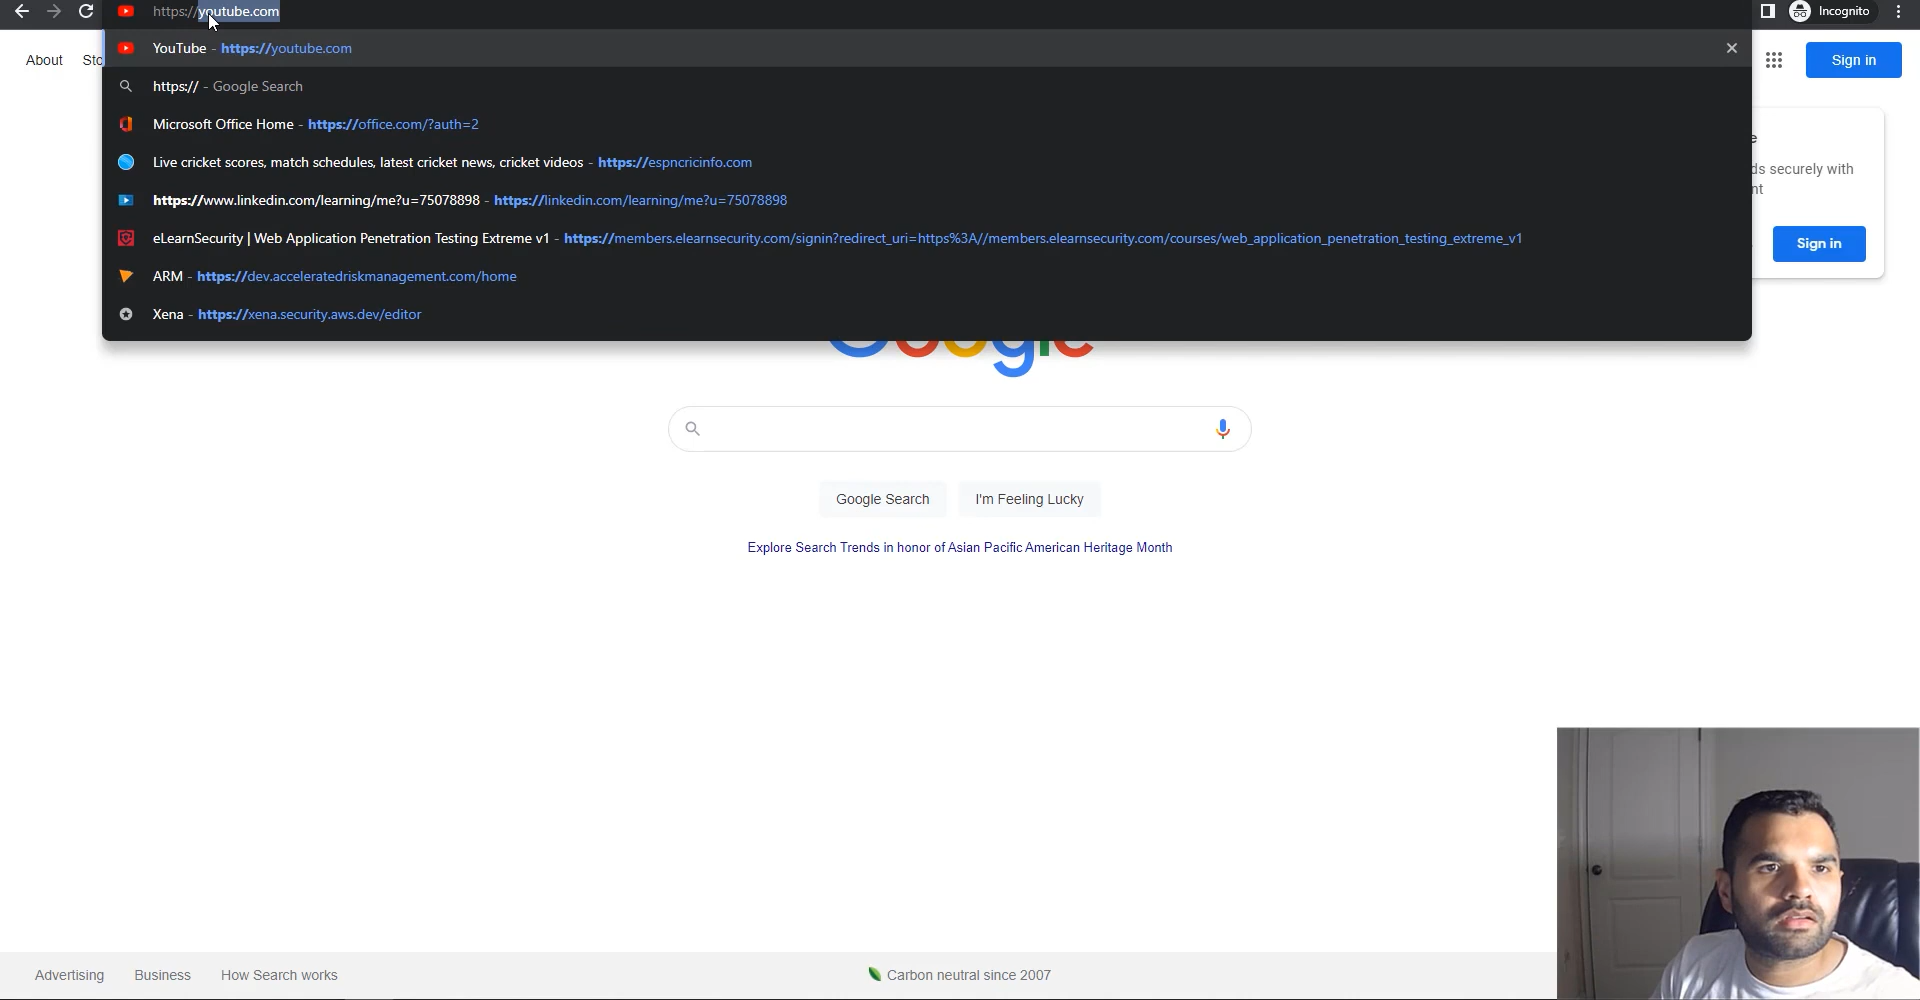 https://youtube.com
Incognito
YouTube - https://youtube.com
https:// - Google Search
Microsoft Office Home - https://office.com/?auth=2
Live cricket scores, match schedules, latest cricket news, cricket videos - https://espncricinfo.com
https://www.linkedin.com/learning/me?u=75078898 - https://linkedin.com/learning/me?u=75078898
eLearnSecurity | Web Application Penetration Testing Extreme v1 - https://members.elearnsecurity.com/signin?redirect_uri=https%3A//members.elearnsecurity.com/courses/web_application_penetration_testing_extreme_v1
ARM - https://dev.acceleratedriskmanagement.com/home
Xena - https://xena.security.aws.dev/editor
About Sto
Sign in
e
ds securely with
nt
Sign in
Google
Google Search
I'm Feeling Lucky
Explore Search Trends in honor of Asian Pacific American Heritage Month
Advertising Business How Search works
Carbon neutral since 2007